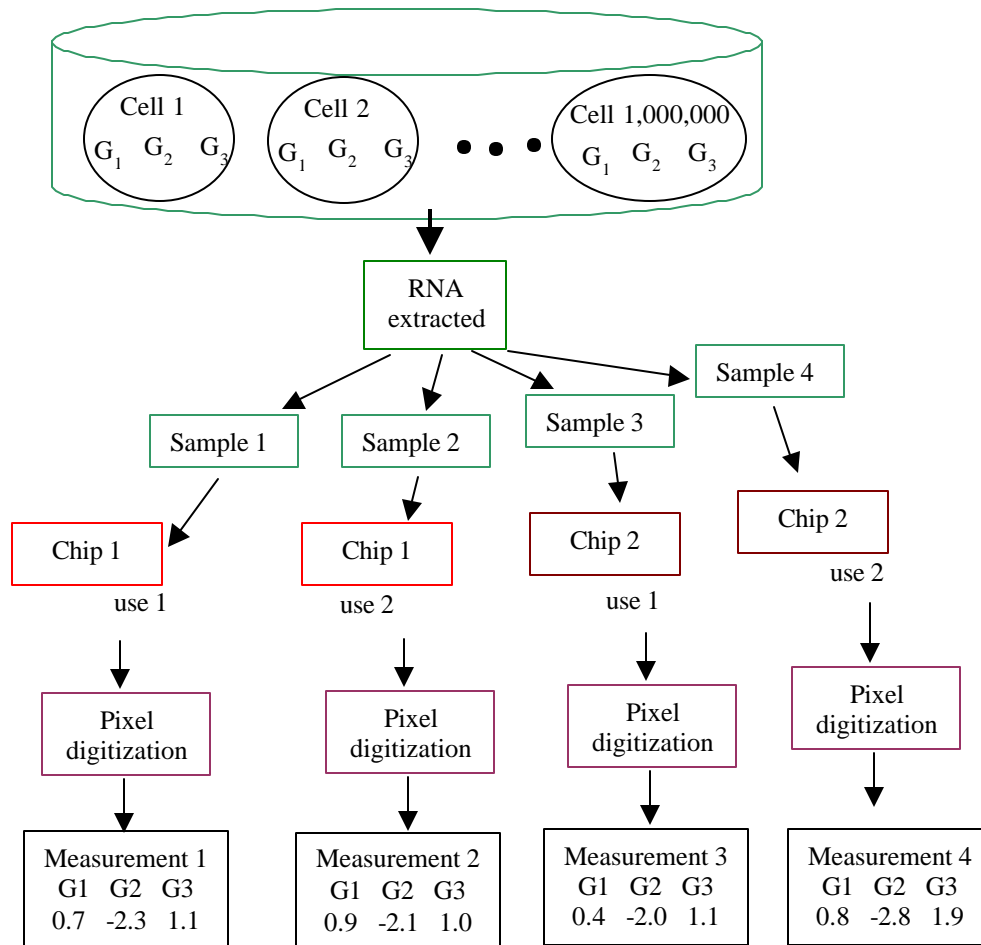 Cell 1
G1 G2 G3
Cell 2
G1 G2 G3
Cell 1,000,000
G1 G2 G3
RNA
extracted
Sample 1
Sample 2
Sample 3
Sample 4
Chip 1
use 1
Chip 1
use 2
Chip 2
use 1
Chip 2
use 2
Pixel
digitization
Pixel
digitization
Pixel
digitization
Pixel
digitization
Measurement 1
G1 G2 G3
0.7 -2.3 1.1
Measurement 2
G1 G2 G3
0.9 -2.1 1.0
Measurement 3
G1 G2 G3
0.4 -2.0 1.1
Measurement 4
G1 G2 G3
0.8 -2.8 1.9